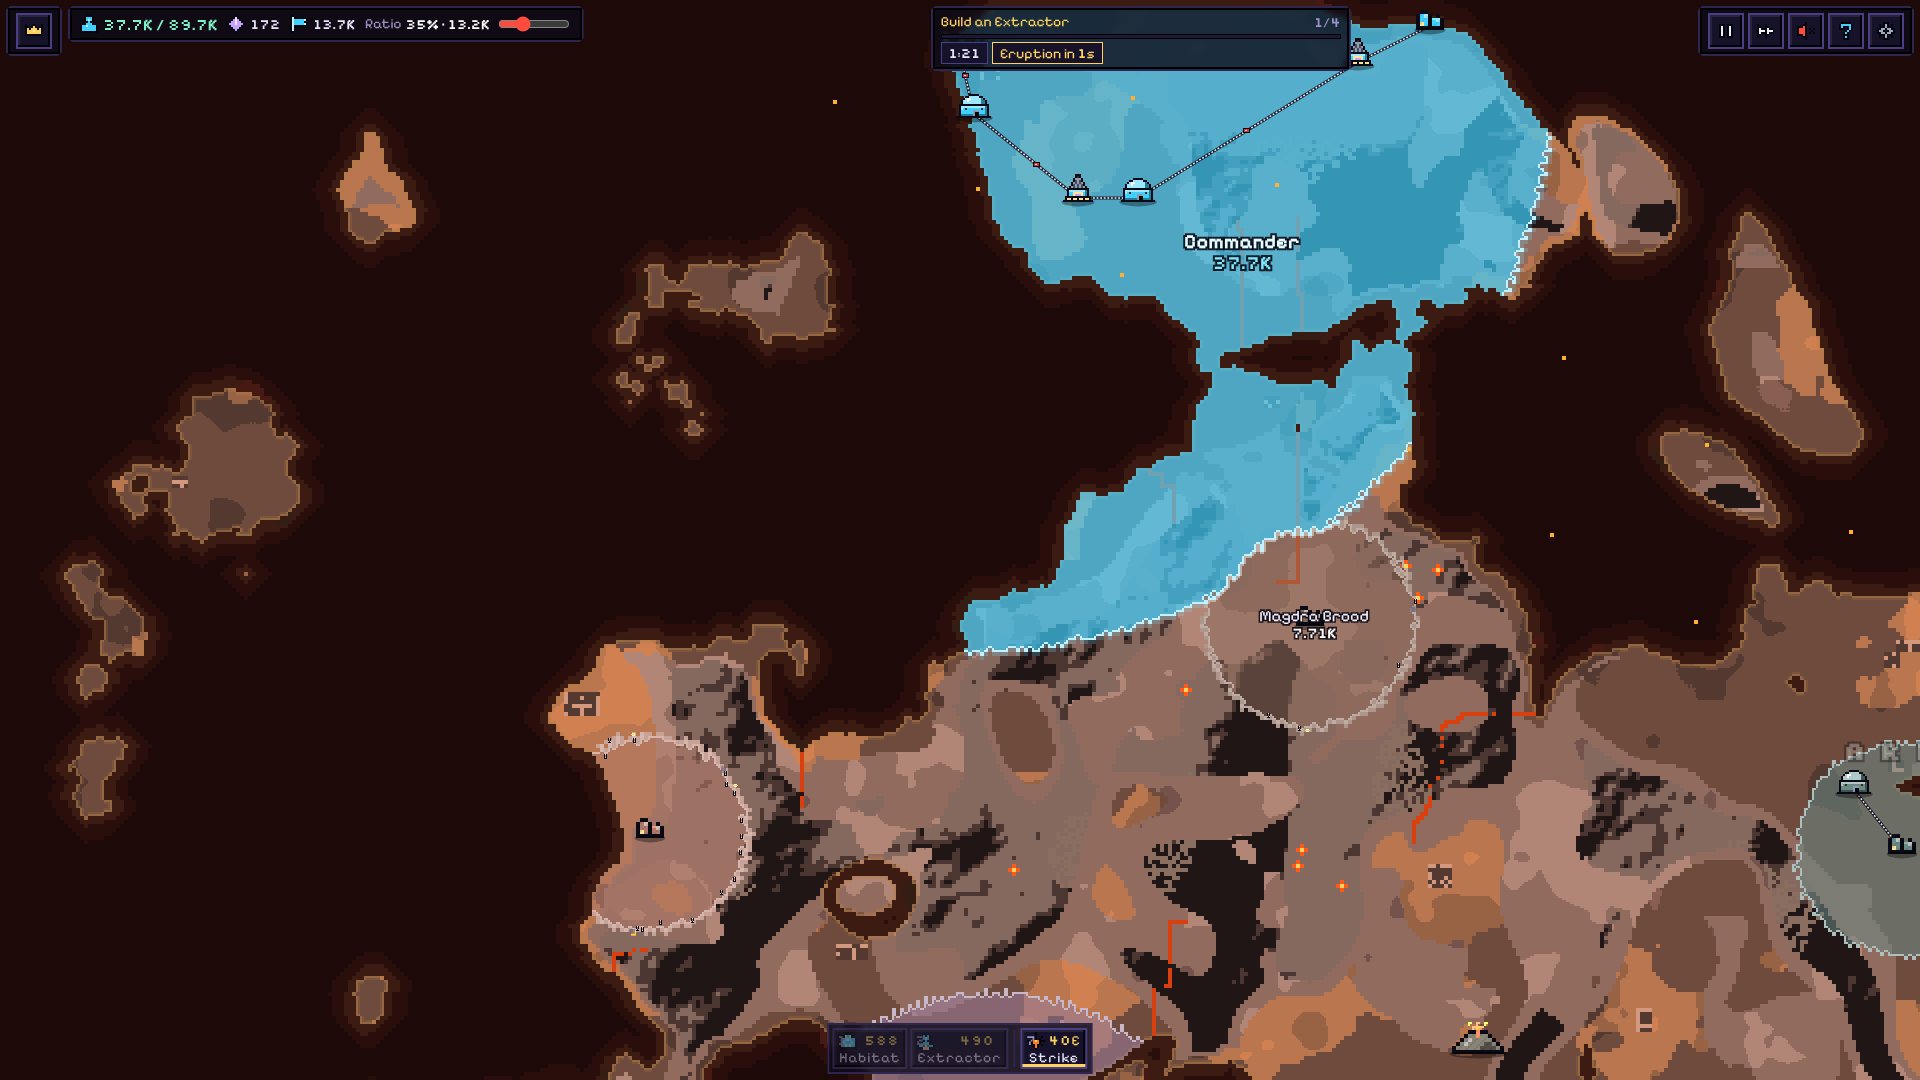 37.7K / 89.7K 172 13.7K Ratio 35% · 13.2K
Build an Extractor 1/4
1:21 Eruption in 1s
?
Commander
37.7K
Magdra Brood
7.71K
588 490
Habitat Extractor Strike